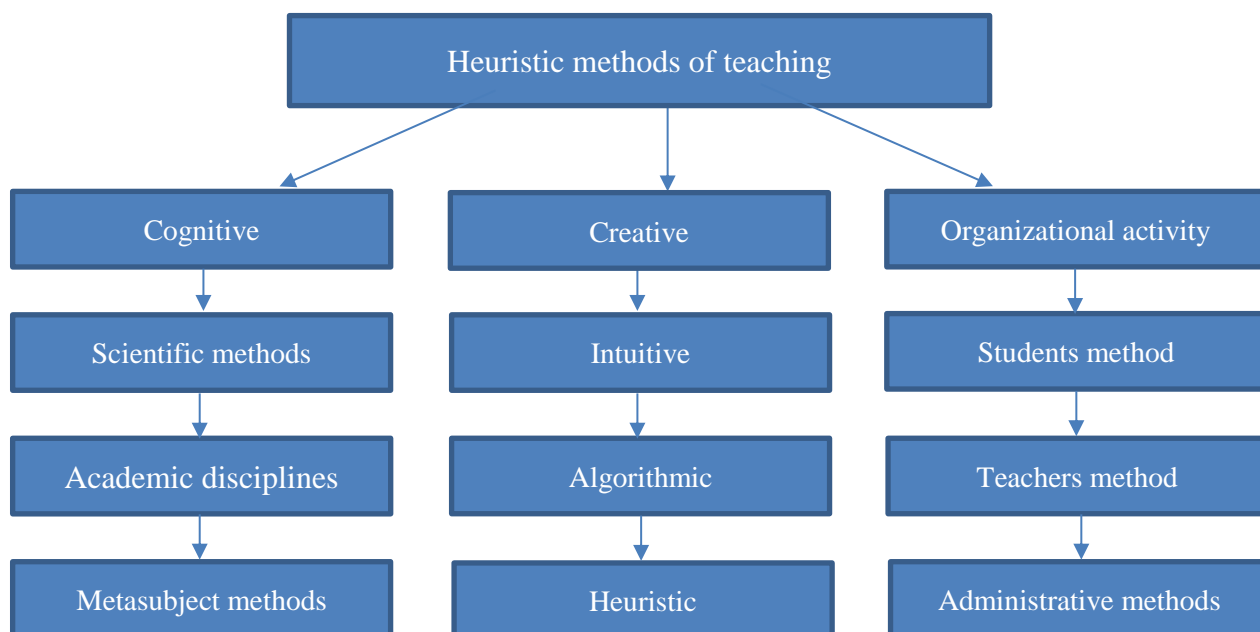 Heuristic methods of teaching
Cognitive
Creative
Organizational activity
Scientific methods
Intuitive
Students method
Academic disciplines
Algorithmic
Teachers method
Metasubject methods
Heuristic
Administrative methods